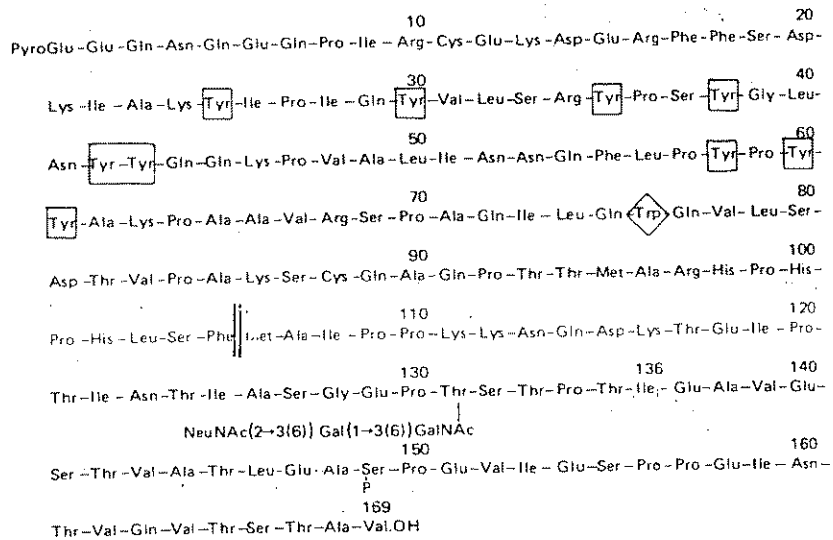 10 20
PyroGlu-Glu-Gln-Asn-Gln-Glu-Gln-Pro-Ile-Arg-Cys-Glu-Lys-Asp-Glu-Arg-Phe-Phe-Ser-Asp-
30 40
Lys-Ile-Ala-Lys-Tyr-Ile-Pro-Ile-Gln-Tyr-Val-Leu-Ser-Arg-Tyr-Pro-Ser-Tyr-Gly-Leu-
50 60
Asn-Tyr-Tyr-Gln-Gln-Lys-Pro-Val-Ala-Leu-Ile-Asn-Asn-Gln-Phe-Leu-Pro-Tyr-Pro-Tyr-
70 80
Tyr-Ala-Lys-Pro-Ala-Ala-Val-Arg-Ser-Pro-Ala-Gln-Ile-Leu-Gln-Trp-Gln-Val-Leu-Ser-
90 100
Asp-Thr-Val-Pro-Ala-Lys-Ser-Cys-Gln-Ala-Gln-Pro-Thr-Thr-Met-Ala-Arg-His-Pro-His-
110 120
Pro-His-Leu-Ser-Phe-Met-Ala-Ile-Pro-Pro-Lys-Lys-Asn-Gln-Asp-Lys-Thr-Glu-Ile-Pro-
130 136 140
Thr-Ile-Asn-Thr-Ile-Ala-Ser-Gly-Glu-Pro-Thr-Ser-Thr-Pro-Thr-Ile-Glu-Ala-Val-Glu-
NeuNAc(2→3(6)) Gal(1→3(6))GalNAc
150 160
Ser-Thr-Val-Ala-Thr-Leu-Glu-Ala-Ser-Pro-Glu-Val-Ile-Glu-Ser-Pro-Pro-Glu-Ile-Asn-
P
169
Thr-Val-Gln-Val-Thr-Ser-Thr-Ala-Val.OH